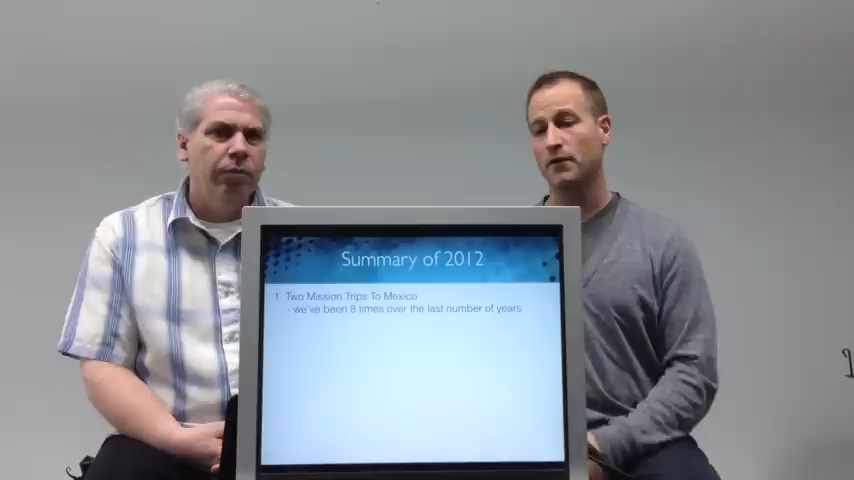 Summary of 2012
1 Two Mission Trips To Mexico
- we've been 8 times over the last number of years